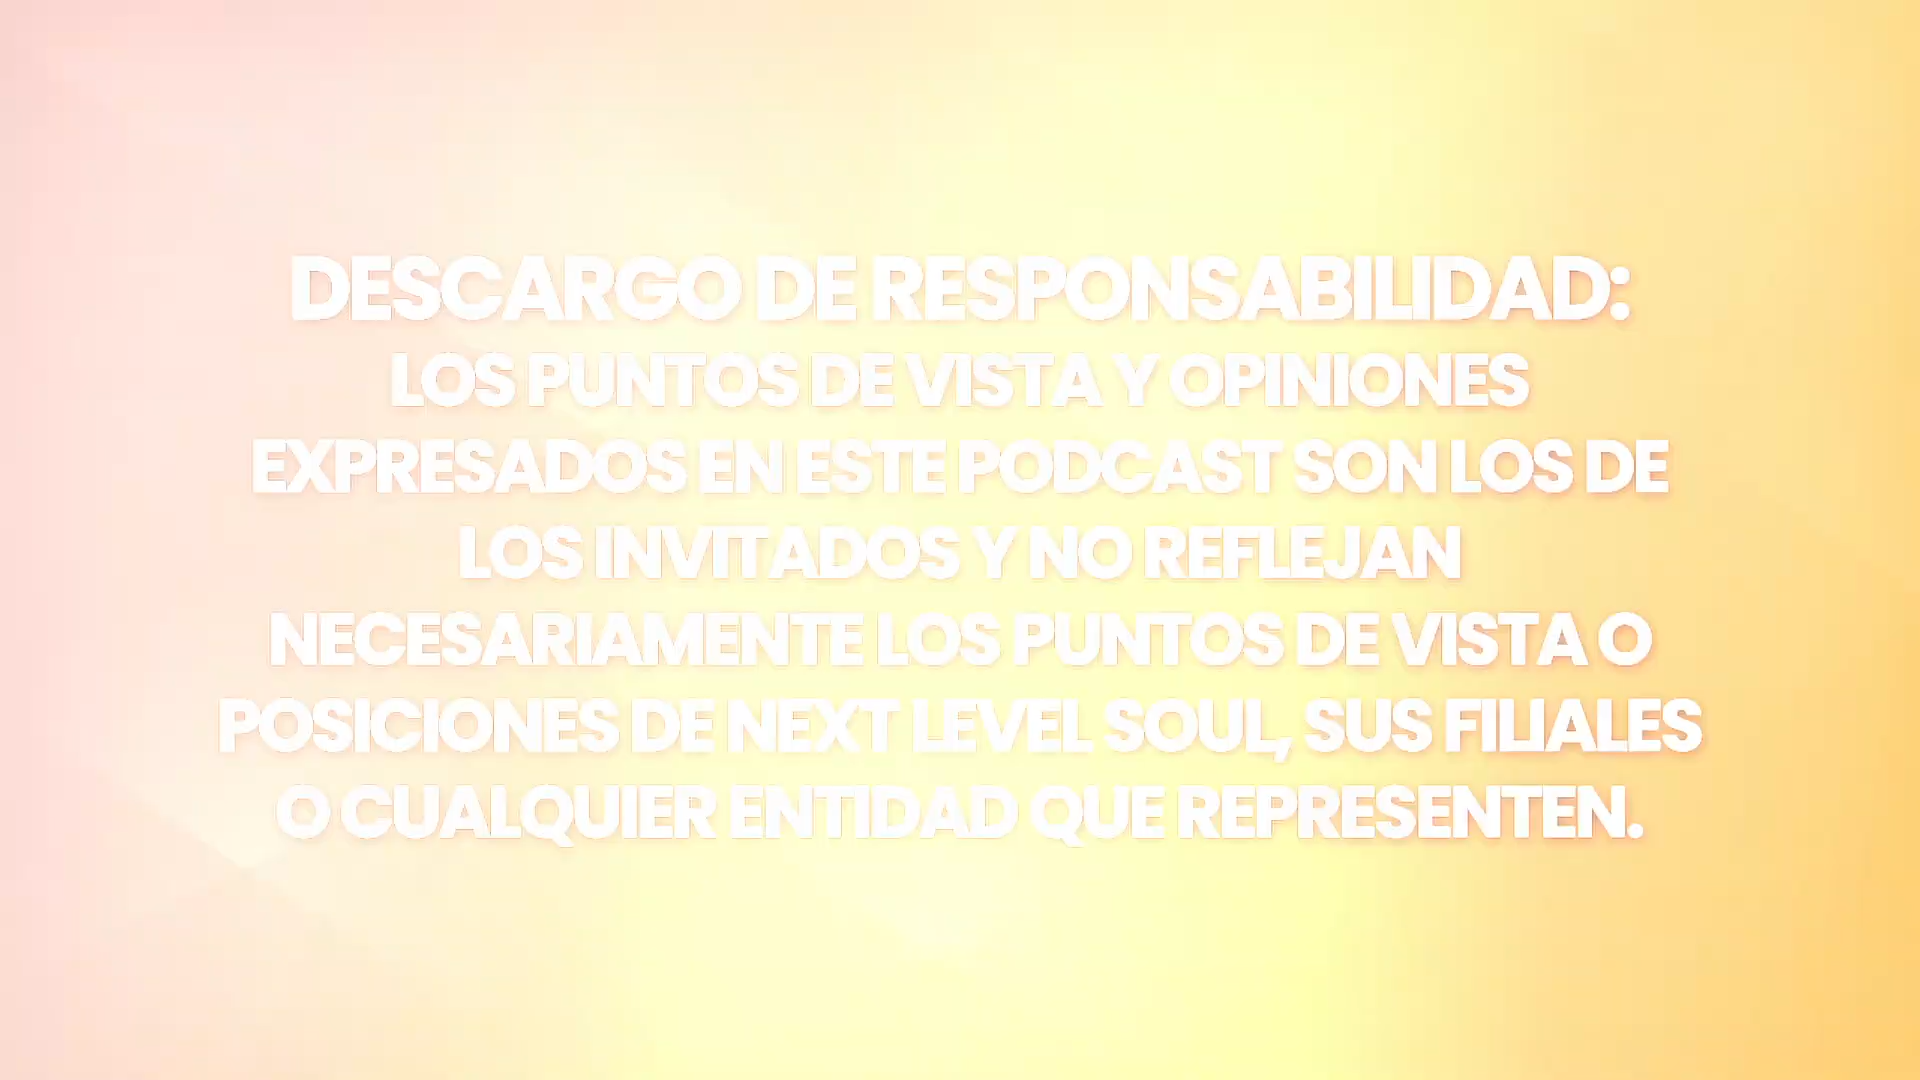 DESCARGO DE RESPONSABILIDAD:
LOS PUNTOS DE VISTA Y OPINIONES
EXPRESADOS EN ESTE PODCAST SON LOS DE
LOS INVITADOS Y NO REFLEJAN
NECESARIAMENTE LOS PUNTOS DE VISTA O
POSICIONES DE NEXT LEVEL SOUL, SUS FILIALES
O CUALQUIER ENTIDAD QUE REPRESENTEN.